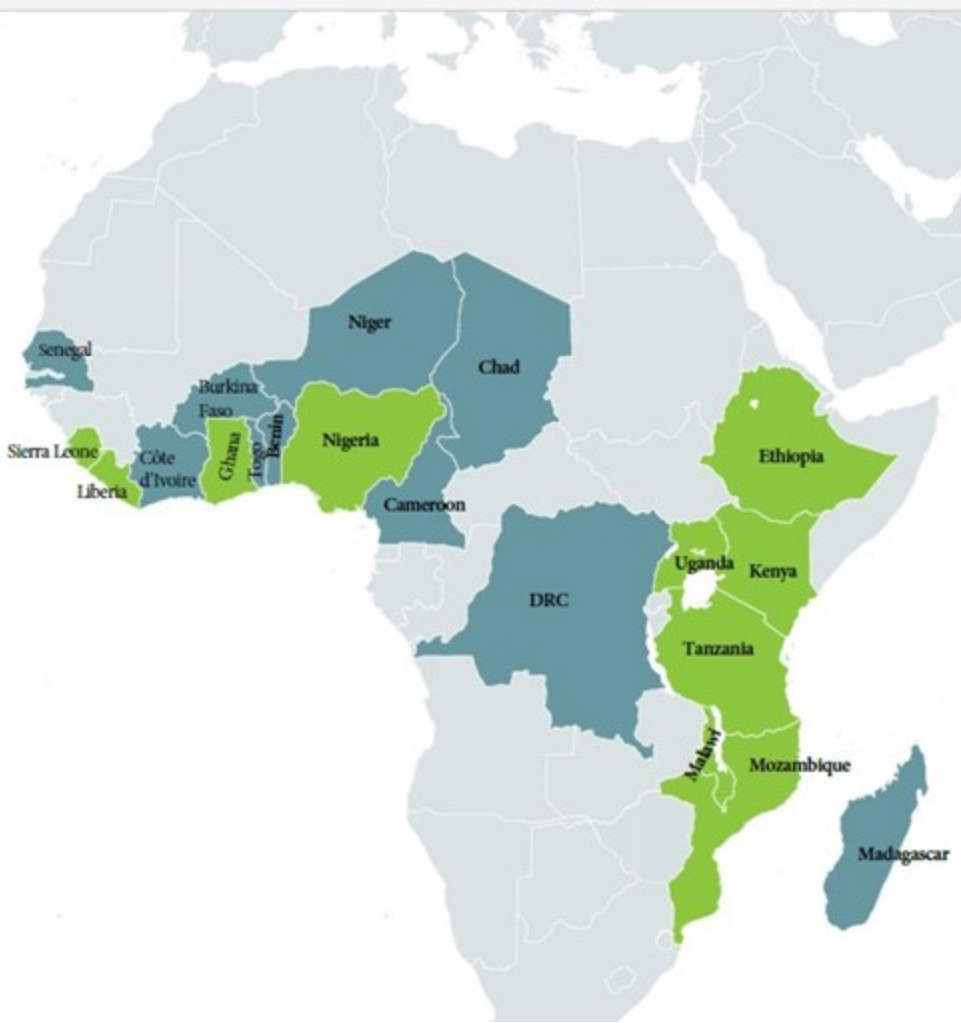 Niger
Senegal
Chad
Burkina
Faso
Benin
Nigeria
Ghana
Togo
Sierra Leone
Côte
d'Ivoire
Ethiopia
Liberia
Cameroon
Uganda
Kenya
DRC
Tanzania
Malawi
Mozambique
Madagascar